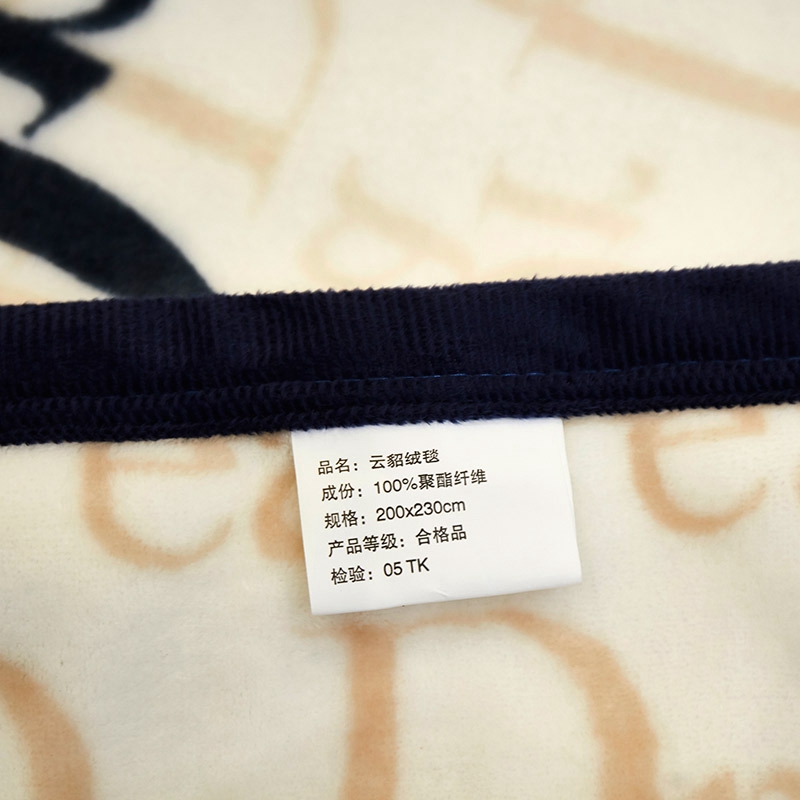 品名：云貂绒毯
成份：100%聚酯纤维
规格：200x230cm
产品等级：合格品
检验：05 TK